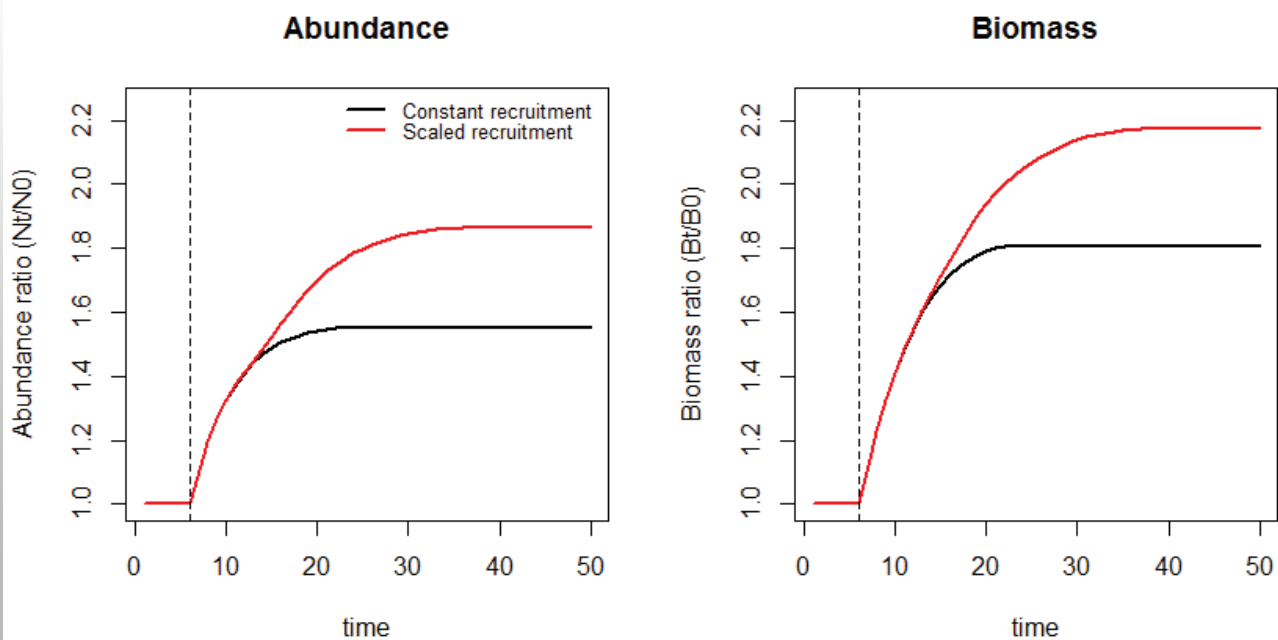 Abundance
Constant recruitment
Scaled recruitment
Abundance ratio (Nt/N0)
1.0 1.2 1.4 1.6 1.8 2.0 2.2
0 10 20 30 40 50
time
Biomass
Biomass ratio (Bt/B0)
1.0 1.2 1.4 1.6 1.8 2.0 2.2
0 10 20 30 40 50
time